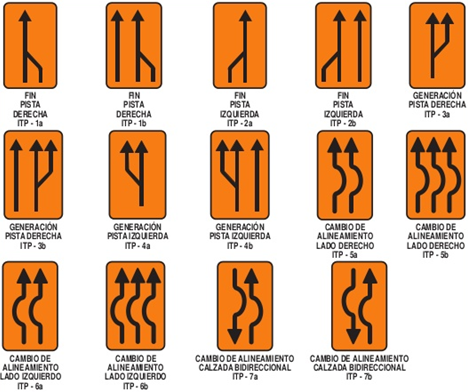 FIN
PISTA
DERECHA
ITP - 1a
FIN
PISTA
DERECHA
ITP - 1b
FIN
PISTA
IZQUIERDA
ITP - 2a
FIN
PISTA
IZQUIERDA
ITP - 2b
GENERACIÓN
PISTA DERECHA
ITP - 3a
GENERACIÓN
PISTA DERECHA
ITP - 3b
GENERACIÓN
PISTA IZQUIERDA
ITP - 4a
GENERACIÓN
PISTA IZQUIERDA
ITP - 4b
CAMBIO DE
ALINEAMIENTO
LADO DERECHO
ITP - 5a
CAMBIO DE
ALINEAMIENTO
LADO DERECHO
ITP - 5b
CAMBIO DE
ALINEAMIENTO
LADO IZQUIERDO
ITP - 6a
CAMBIO DE
ALINEAMIENTO
LADO IZQUIERDO
ITP - 6b
CAMBIO DE ALINEAMIENTO
CALZADA BIDIRECCIONAL
ITP - 7a
CAMBIO DE ALINEAMIENTO
CALZADA BIDIRECCIONAL
ITP - 7b